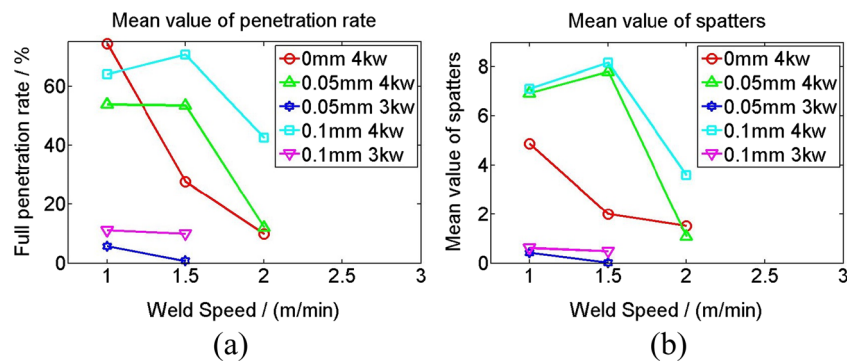 Mean value of penetration rate
Full penetration rate / %
60
40
20
0
0mm 4kw
0.05mm 4kw
0.05mm 3kw
0.1mm 4kw
0.1mm 3kw
1 1.5 2 2.5 3
Weld Speed / (m/min)
(a)
Mean value of spatters
Mean value of spatters
8
6
4
2
0
0mm 4kw
0.05mm 4kw
0.05mm 3kw
0.1mm 4kw
0.1mm 3kw
1 1.5 2 2.5 3
Weld Speed / (m/min)
(b)